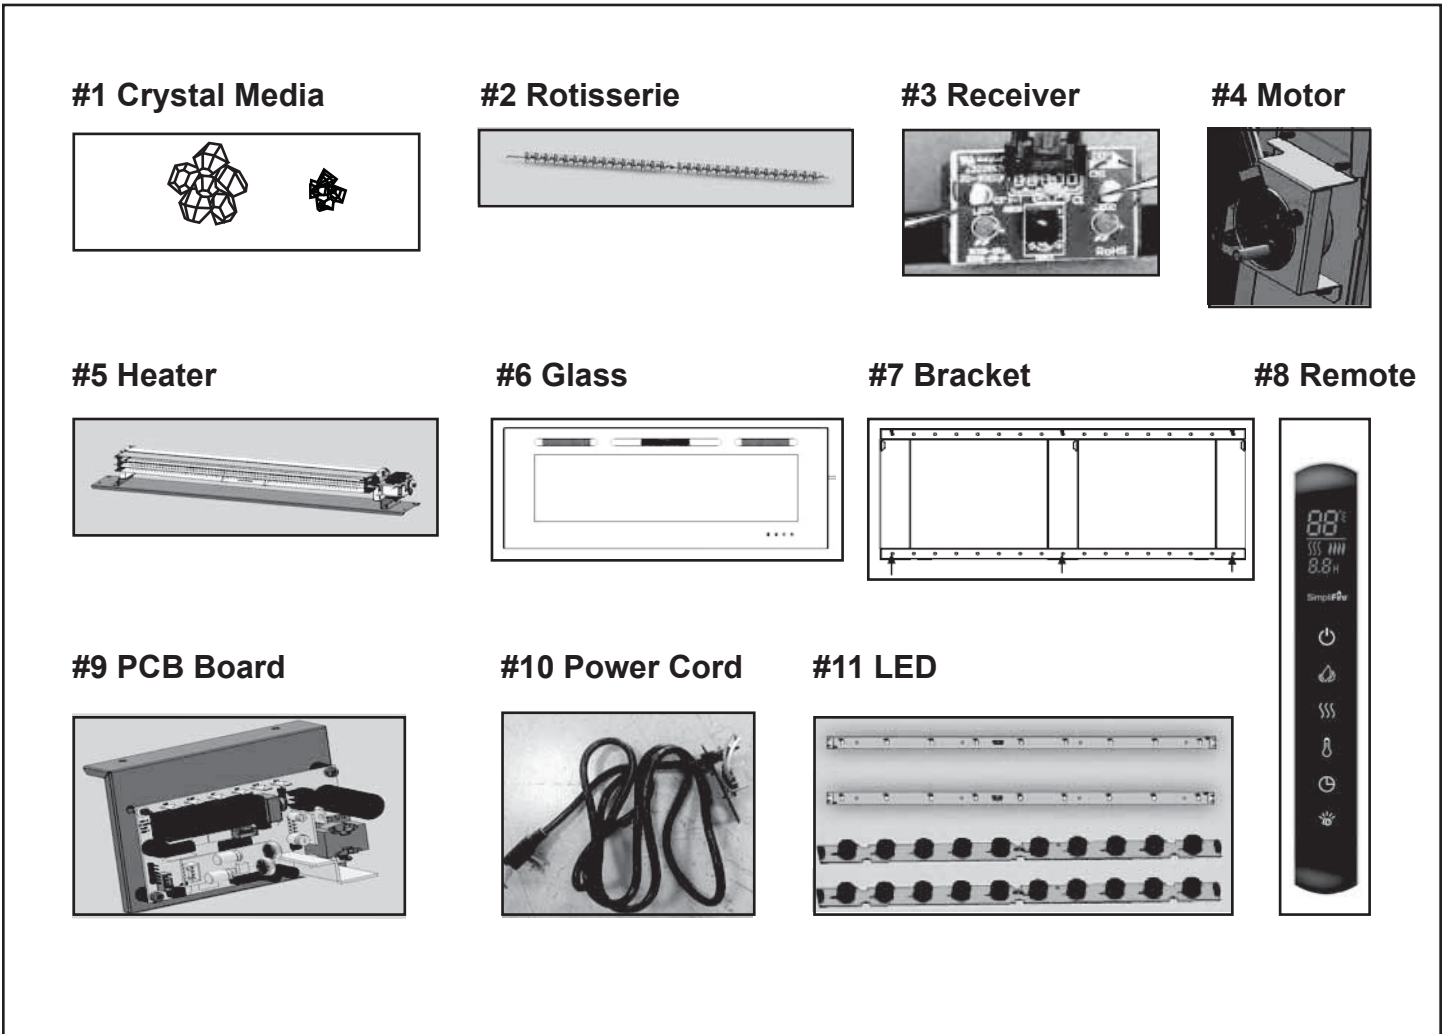 #1 Crystal Media
#2 Rotisserie
#3 Receiver
#4 Motor
RoHS
#5 Heater
#6 Glass
#7 Bracket
#8 Remote
88
8.8H
SimpliFire
#9 PCB Board
#10 Power Cord
#11 LED